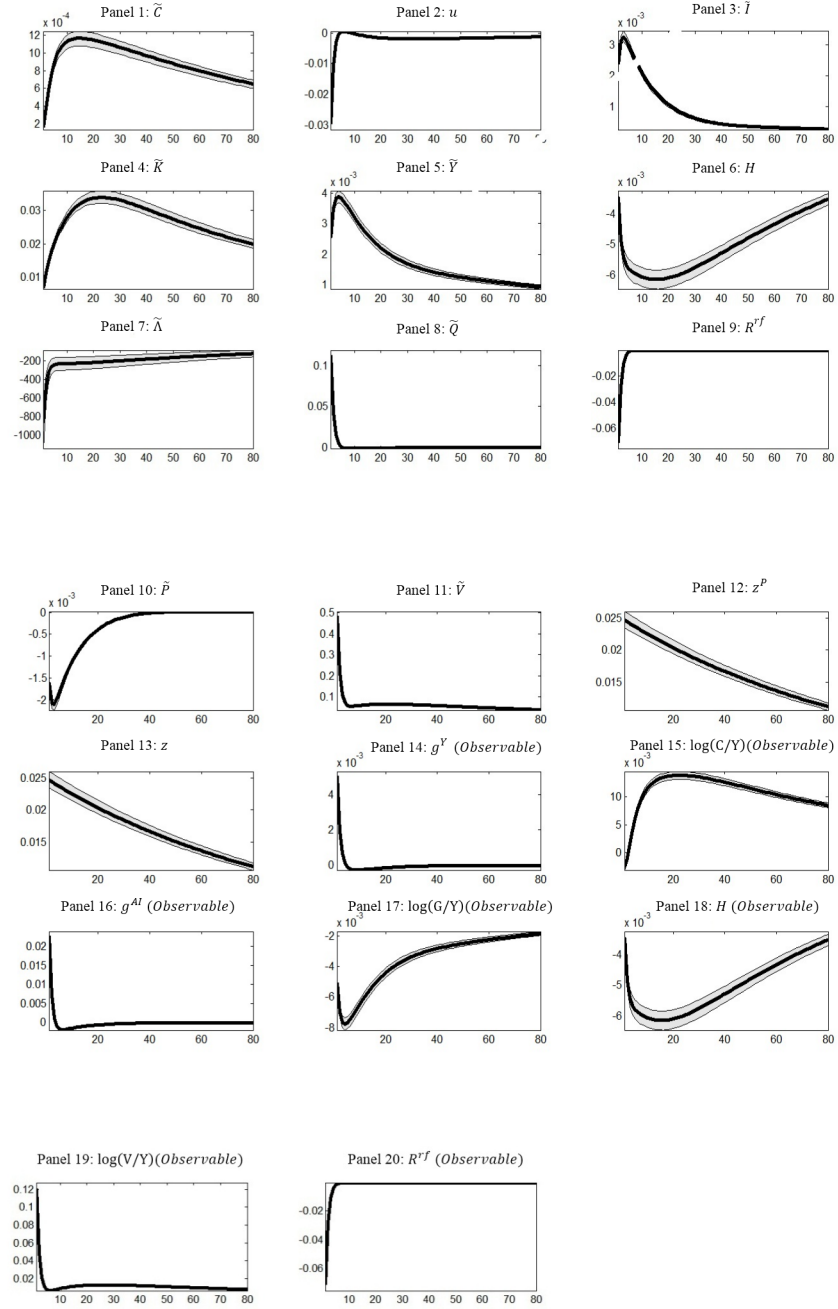 Panel 1: C̃ Panel 2: u Panel 3: Ĩ
x 10⁻⁴ x 10⁻³
12 0 3
10 -0.01 2
8 -0.02 1
6 -0.03
4
2
10 20 30 40 50 60 70 80 10 20 30 40 50 60 70 10 20 30 40 50 60 70 80
Panel 4: K̃ Panel 5: Ỹ Panel 6: H
x 10⁻³ x 10⁻³
0.03 4 -4
0.02 3 -5
0.01 2 -6
1
10 20 30 40 50 60 70 80 10 20 30 40 50 60 70 80 10 20 30 40 50 60 70 80
Panel 7: Λ̃ Panel 8: Q̃ Panel 9: Rʳᶠ
-200 0.1 -0.02
-400 0.05 -0.04
-600 0 -0.06
-800
-1000
10 20 30 40 50 60 70 80 10 20 30 40 50 60 70 80 10 20 30 40 50 60 70 80
Panel 10: P̃ Panel 11: Ṽ Panel 12: zᴾ
x 10⁻³
0 0.5 0.025
-0.5 0.4 0.02
-1 0.3 0.015
-1.5 0.2
-2 0.1
20 40 60 80 20 40 60 80 20 40 60 80
Panel 13: z Panel 14: gʸ (Observable) Panel 15: log(C/Y)(Observable)
x 10⁻³ x 10⁻³
0.025 4 10
0.02 2 5
0.015 0 0
20 40 60 80 20 40 60 80 20 40 60 80
Panel 16: gᴬᴵ (Observable) Panel 17: log(G/Y)(Observable) Panel 18: H (Observable)
x 10⁻³ x 10⁻³
0.02 -2 -4
0.015 -4 -5
0.01 -6 -6
0.005 -8
0
20 40 60 80 20 40 60 80 20 40 60 80
Panel 19: log(V/Y)(Observable) Panel 20: Rʳᶠ (Observable)
0.12 -0.02
0.1 -0.04
0.08 -0.06
0.06
0.04
0.02
10 20 30 40 50 60 70 80 10 20 30 40 50 60 70 80